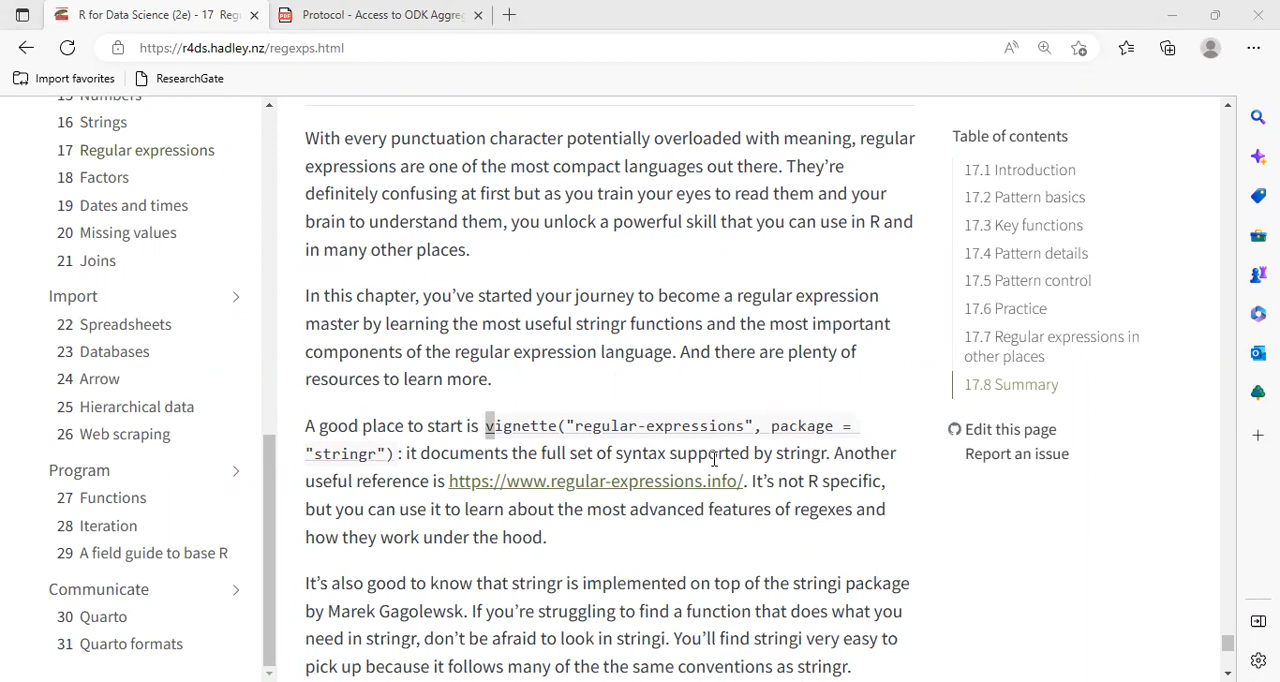 R for Data Science (2e) - 17 Reg
Protocol - Access to ODK Aggreg
https://r4ds.hadley.nz/regexps.html
Import favorites
ResearchGate
15 Numbers
16 Strings
17 Regular expressions
18 Factors
19 Dates and times
20 Missing values
21 Joins
Import
22 Spreadsheets
23 Databases
24 Arrow
25 Hierarchical data
26 Web scraping
Program
27 Functions
28 Iteration
29 A field guide to base R
Communicate
30 Quarto
31 Quarto formats
With every punctuation character potentially overloaded with meaning, regular
expressions are one of the most compact languages out there. They’re
definitely confusing at first but as you train your eyes to read them and your
brain to understand them, you unlock a powerful skill that you can use in R and
in many other places.
In this chapter, you’ve started your journey to become a regular expression
master by learning the most useful stringr functions and the most important
components of the regular expression language. And there are plenty of
resources to learn more.
A good place to start is vignette("regular-expressions", package =
"stringr"): it documents the full set of syntax supported by stringr. Another
useful reference is https://www.regular-expressions.info/. It’s not R specific,
but you can use it to learn about the most advanced features of regexes and
how they work under the hood.
It’s also good to know that stringr is implemented on top of the stringi package
by Marek Gagolewsk. If you’re struggling to find a function that does what you
need in stringr, don’t be afraid to look in stringi. You’ll find stringi very easy to
pick up because it follows many of the the same conventions as stringr.
Table of contents
17.1 Introduction
17.2 Pattern basics
17.3 Key functions
17.4 Pattern details
17.5 Pattern control
17.6 Practice
17.7 Regular expressions in
other places
17.8 Summary
Edit this page
Report an issue